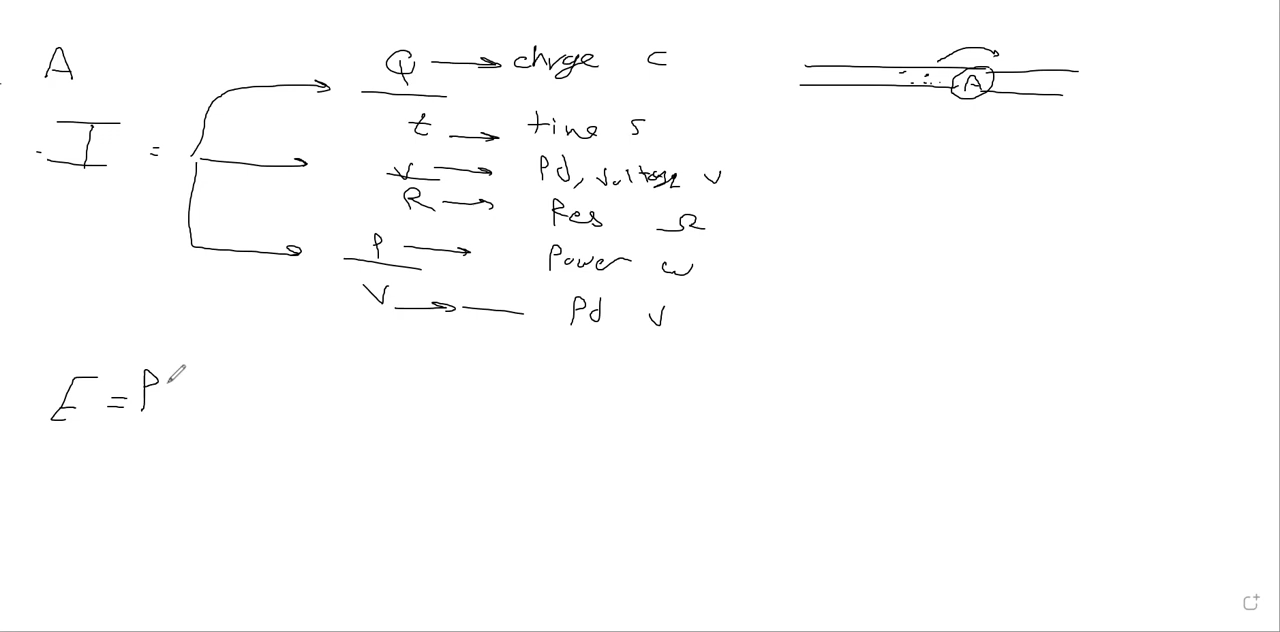 A
I =
Q → chrge C
t → time s
V → Pd, voltage v
R → Res Ω
P → Power w
V → Pd v
A
E = P